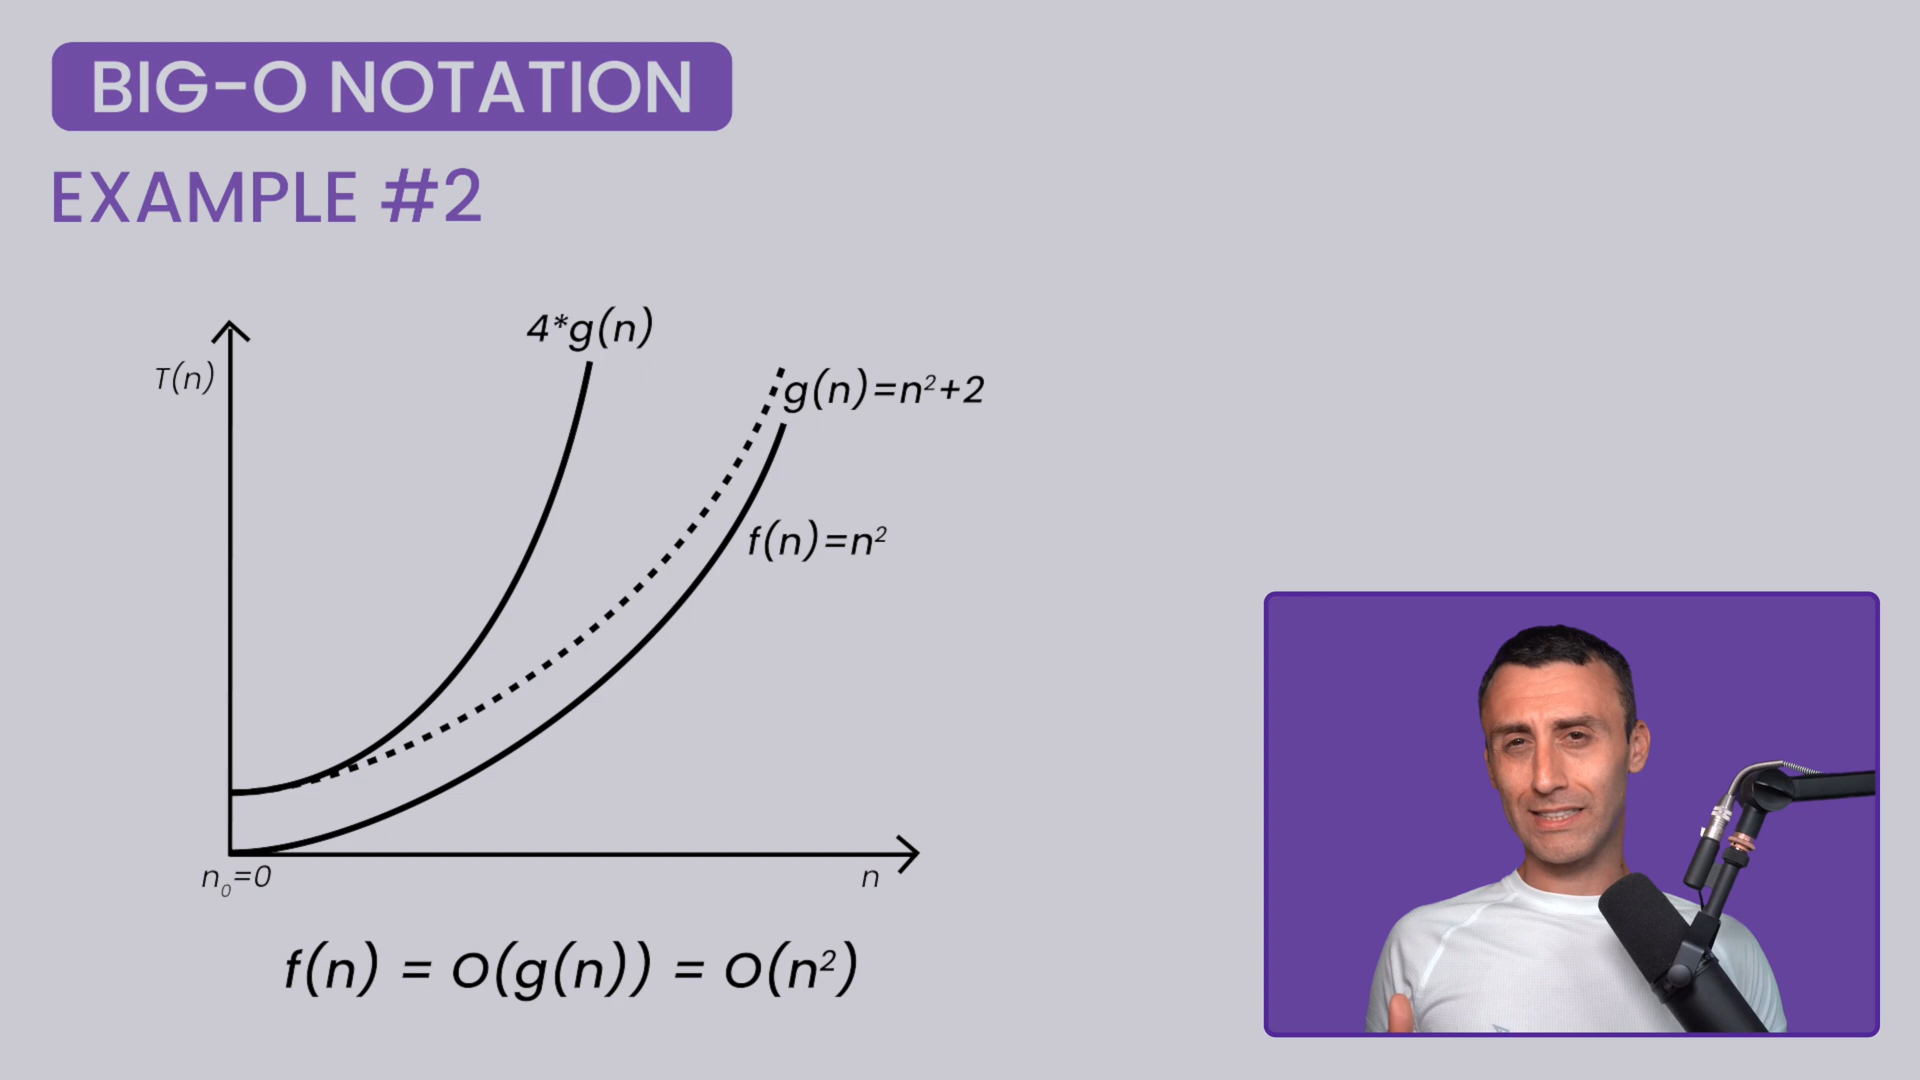 BIG-O NOTATION
EXAMPLE #2
4*g(n)
T(n)
g(n)=n²+2
f(n)=n²
n₀=0
n
f(n) = O(g(n)) = O(n²)